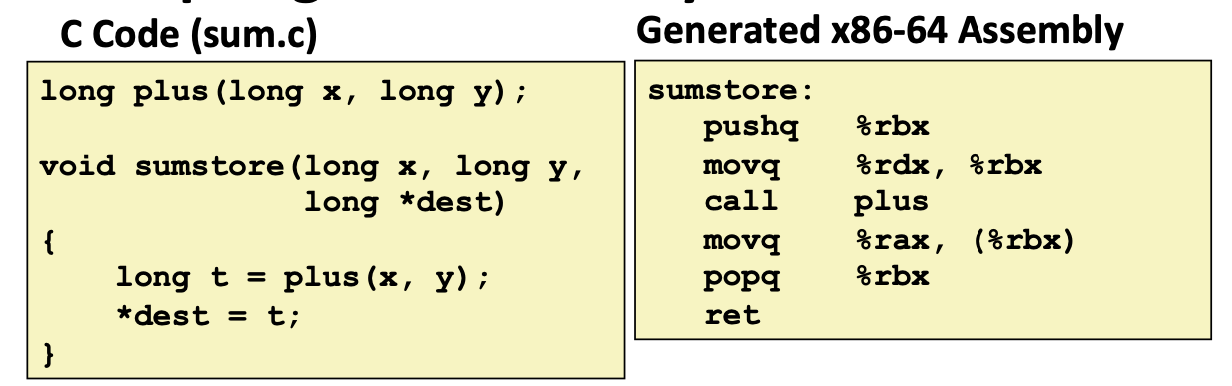 C Code (sum.c)
long plus(long x, long y);
void sumstore(long x, long y,
long *dest)
{
long t = plus(x, y);
*dest = t;
}
Generated x86-64 Assembly
sumstore:
pushq %rbx
movq %rdx, %rbx
call plus
movq %rax, (%rbx)
popq %rbx
ret